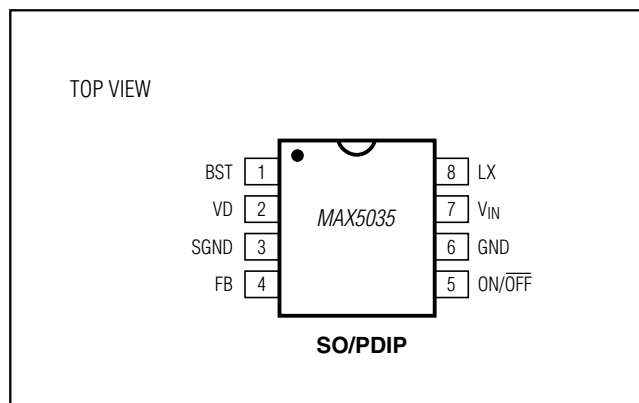 TOP VIEW
BST 1 8 LX
VD 2 MAX5035 7 VIN
SGND 3 6 GND
FB 4 5 ON/O̅F̅F̅
SO/PDIP